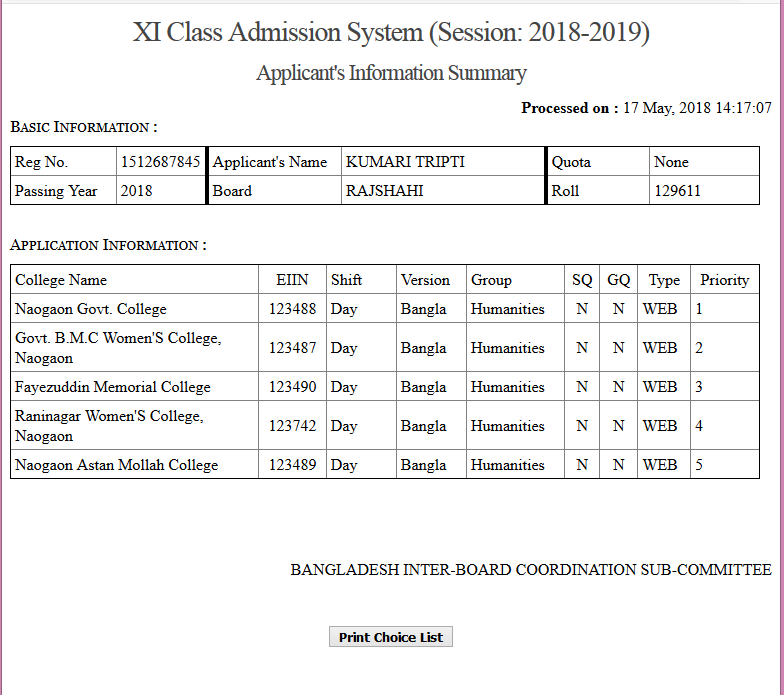 XI Class Admission System (Session: 2018-2019)
Applicant's Information Summary
Processed on : 17 May, 2018 14:17:07
BASIC INFORMATION :
Reg No. 1512687845 Applicant's Name KUMARI TRIPTI Quota None
Passing Year 2018 Board RAJSHAHI Roll 129611
APPLICATION INFORMATION :
College Name EIIN Shift Version Group SQ GQ Type Priority
Naogaon Govt. College 123488 Day Bangla Humanities N N WEB 1
Govt. B.M.C Women'S College,
Naogaon 123487 Day Bangla Humanities N N WEB 2
Fayezuddin Memorial College 123490 Day Bangla Humanities N N WEB 3
Raninagar Women'S College,
Naogaon 123742 Day Bangla Humanities N N WEB 4
Naogaon Astan Mollah College 123489 Day Bangla Humanities N N WEB 5
BANGLADESH INTER-BOARD COORDINATION SUB-COMMITTEE
Print Choice List